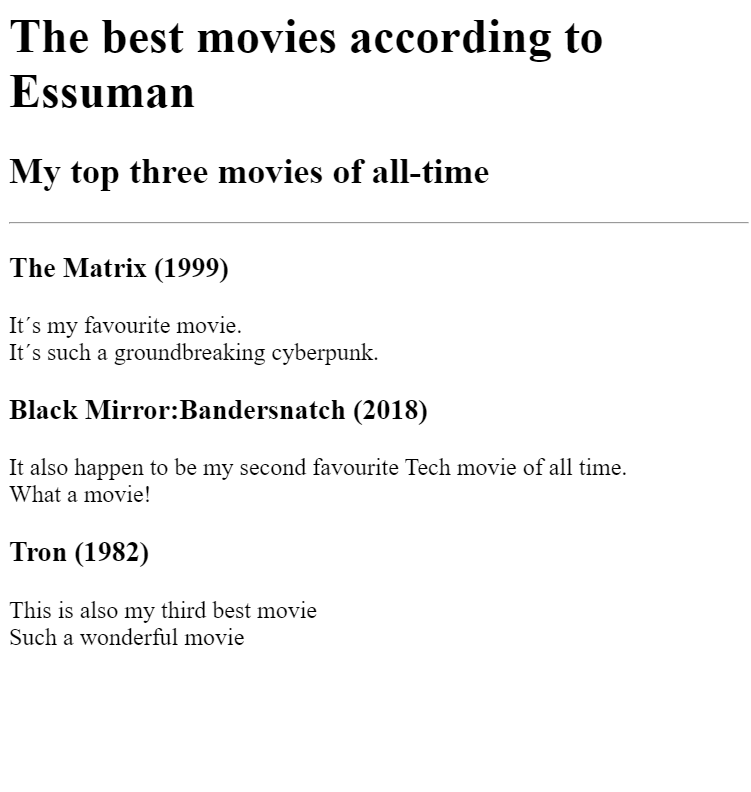 The best movies according to
Essuman
My top three movies of all-time
The Matrix (1999)
It´s my favourite movie.
It´s such a groundbreaking cyberpunk.
Black Mirror:Bandersnatch (2018)
It also happen to be my second favourite Tech movie of all time.
What a movie!
Tron (1982)
This is also my third best movie
Such a wonderful movie